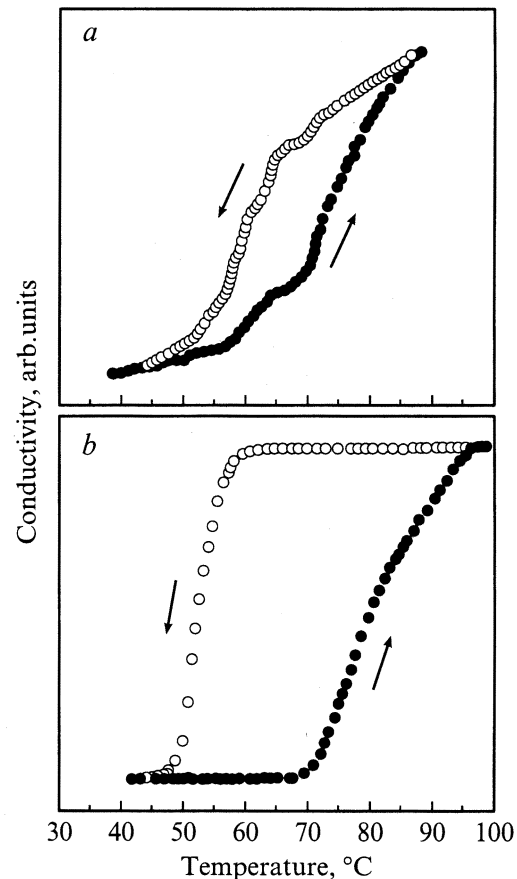 a
Conductivity, arb.units
b
30 40 50 60 70 80 90 100
Temperature, °C